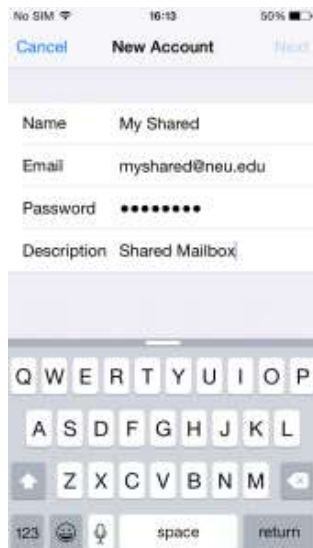 No SIM 16:13 50%
Cancel New Account Next
Name My Shared
Email myshared@neu.edu
Password ●●●●●●●●
Description Shared Mailbox
Q W E R T Y U I O P
A S D F G H J K L
Z X C V B N M
123 space return